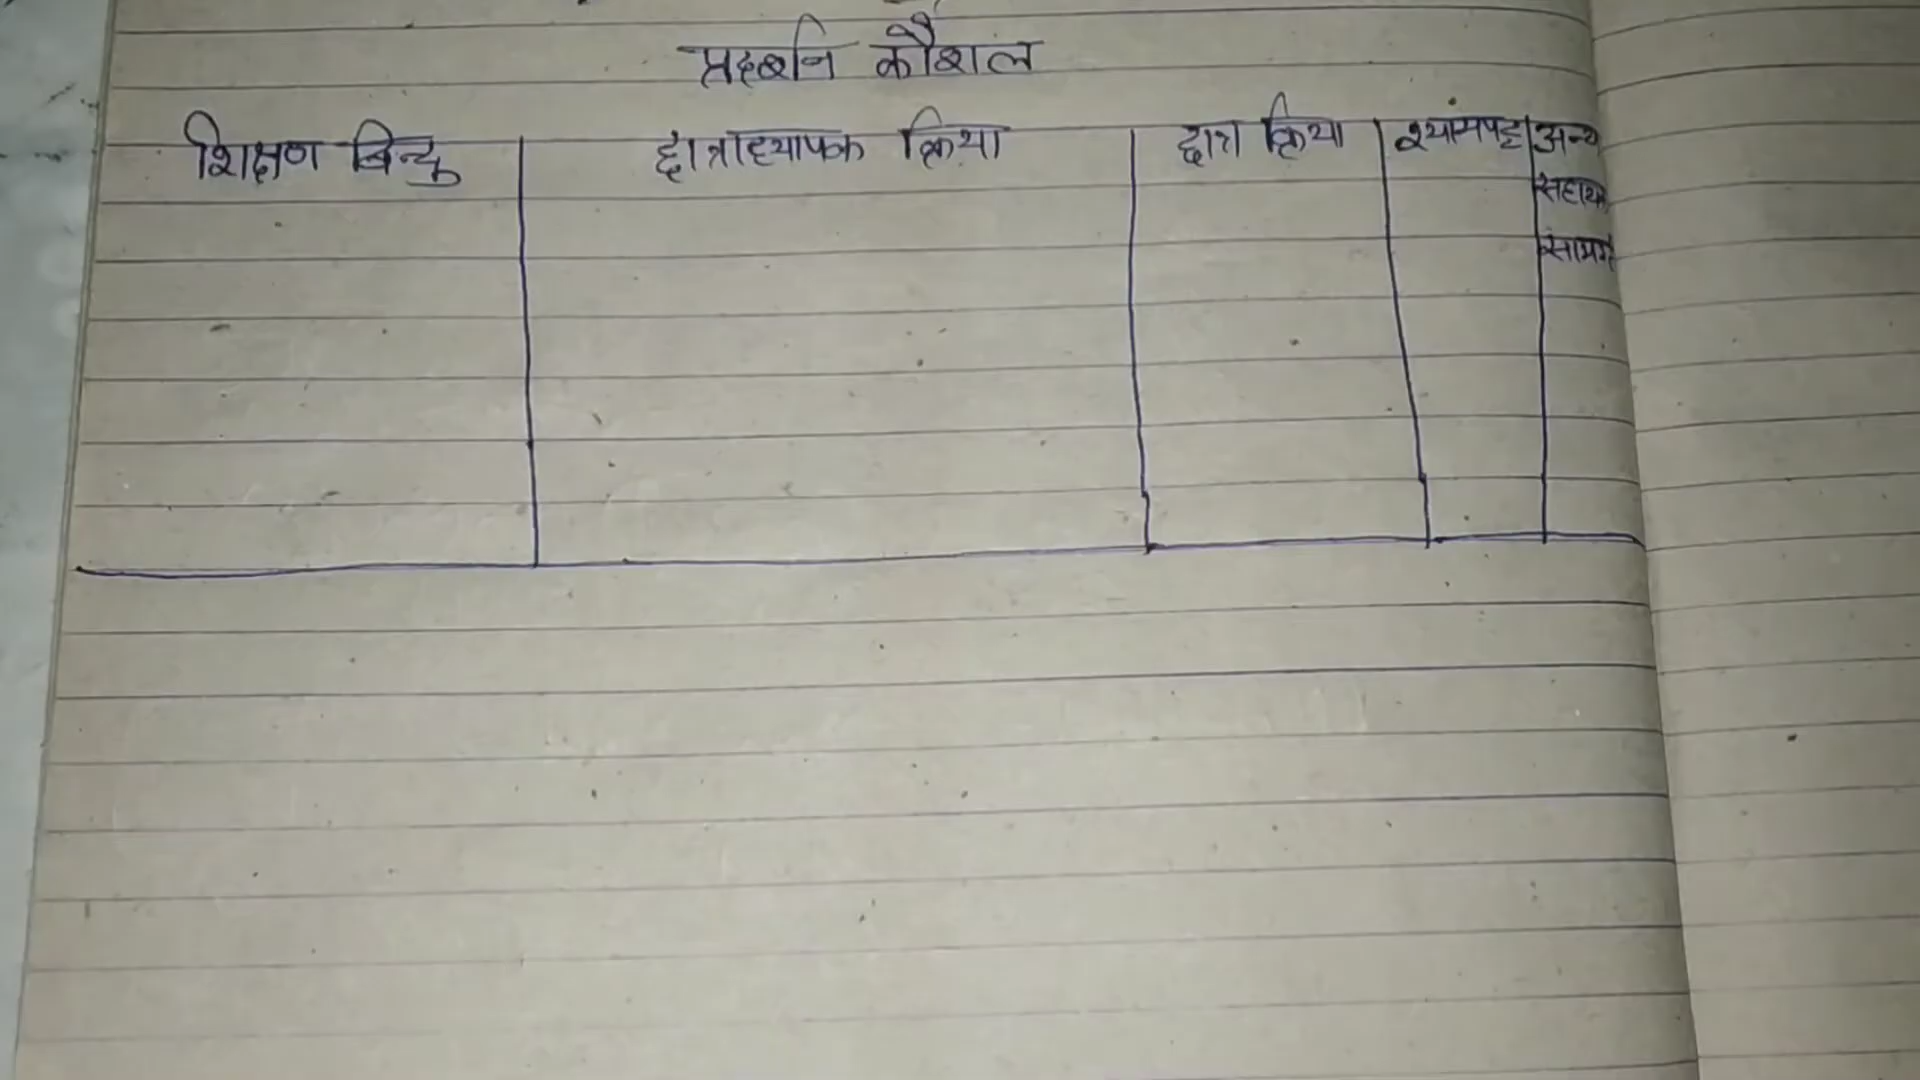 प्रदर्शन कौशल
शिक्षण बिन्दु छात्राध्यापक क्रिया छात्र क्रिया श्यामपट्ट अन्य
सहायक
सामग्री